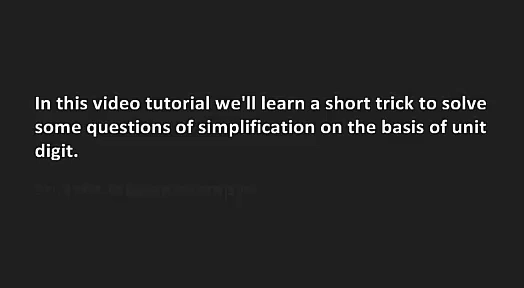 In this video tutorial we'll learn a short trick to solve
some questions of simplification on the basis of unit
digit.